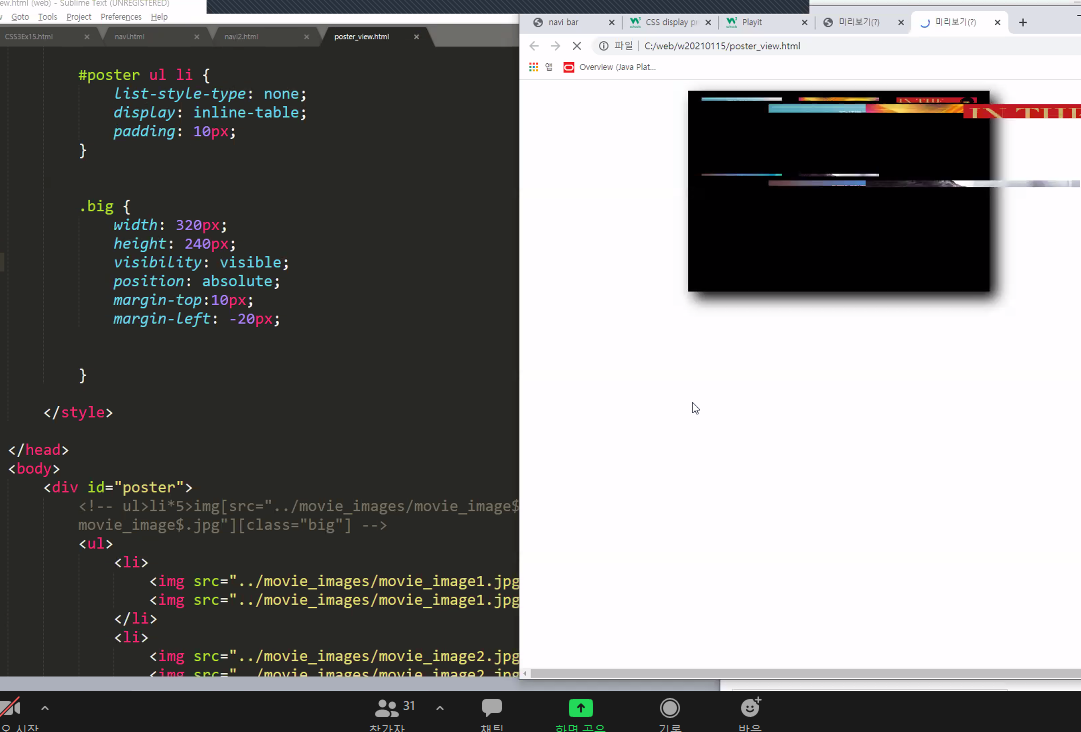 ew.html (web) - Sublime Text (UNREGISTERED)
w Goto Tools Project Preferences Help
CSS3Ex15.html navi.html navi2.html poster_view.html
#poster ul li {
list-style-type: none;
display: inline-table;
padding: 10px;
}
.big {
width: 320px;
height: 240px;
visibility: visible;
position: absolute;
margin-top:10px;
margin-left: -20px;
}
</style>
</head>
<body>
<div id="poster">
<!-- ul>li*5>img[src="../movie_images/movie_image$
movie_image$.jpg"][class="big"] -->
<ul>
<li>
<img src="../movie_images/movie_image1.jpg
<img src="../movie_images/movie_image1.jpg
</li>
<li>
<img src="../movie_images/movie_image2.jpg
<img src="../movie_images/movie_image2.jpg
navi bar CSS display pr Playit 미리보기(?) 미리보기(?)
파일 C:/web/w20210115/poster_view.html
앱 Overview (Java Plat...
IN THE
IN THE
31
오 시작 참가자 채팅 화면 공유 기록 반응